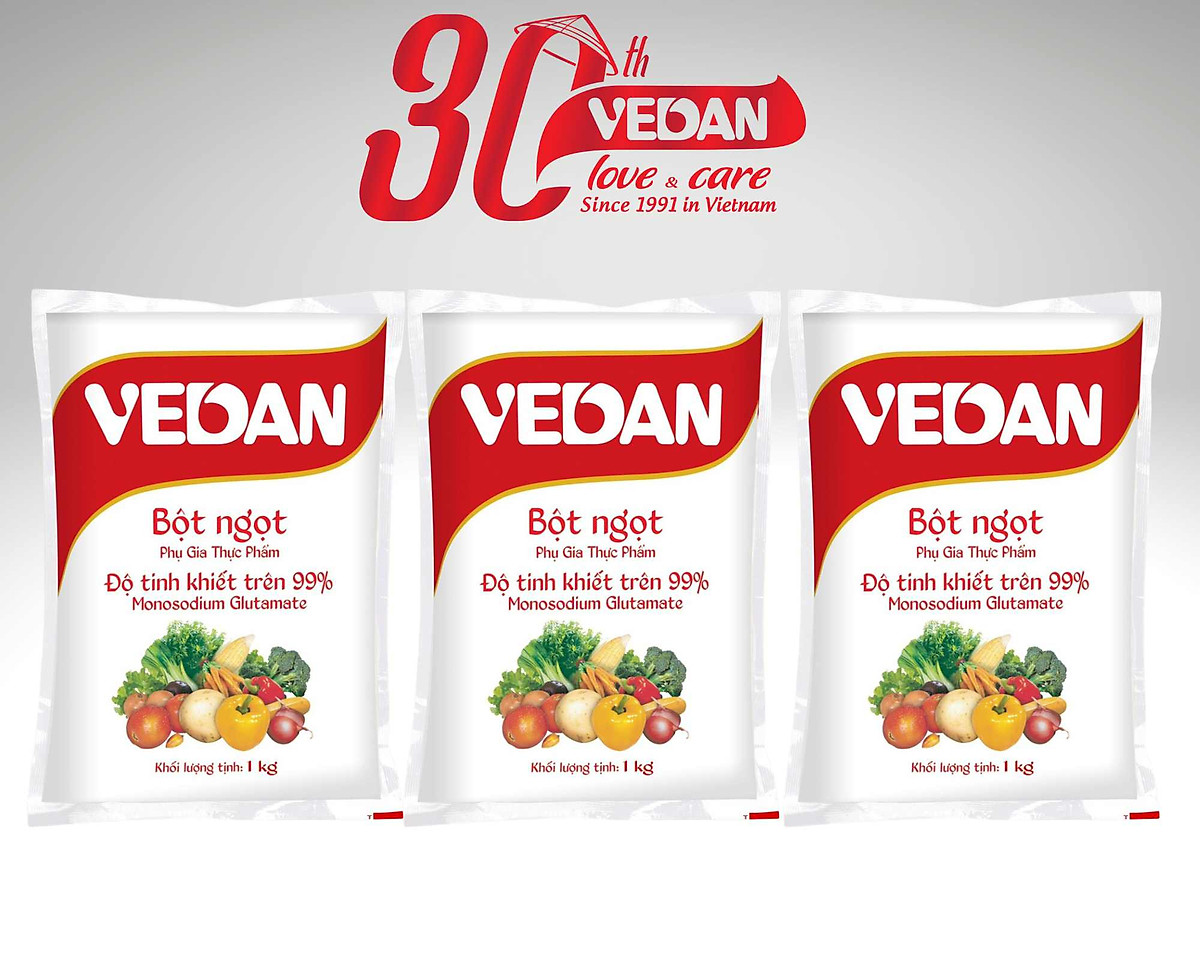 30th
VEDAN
love & care
Since 1991 in Vietnam
VEDAN
Bột ngọt
Phụ Gia Thực Phẩm
Độ tinh khiết trên 99%
Monosodium Glutamate
Khối lượng tịnh: 1 kg
VEDAN
Bột ngọt
Phụ Gia Thực Phẩm
Độ tinh khiết trên 99%
Monosodium Glutamate
Khối lượng tịnh: 1 kg
VEDAN
Bột ngọt
Phụ Gia Thực Phẩm
Độ tinh khiết trên 99%
Monosodium Glutamate
Khối lượng tịnh: 1 kg